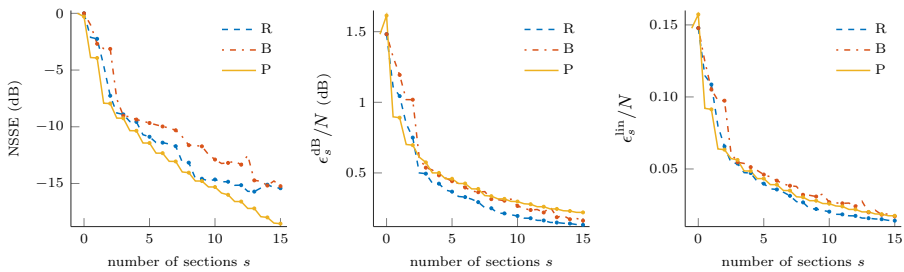 0
−5
−10
−15
NSSE (dB)
0 5 10 15
number of sections s
R
B
P
1.5
1
0.5
ϵ_s^dB/N (dB)
0 5 10 15
number of sections s
R
B
P
0.15
0.10
0.05
ϵ_s^lin/N
0 5 10 15
number of sections s
R
B
P